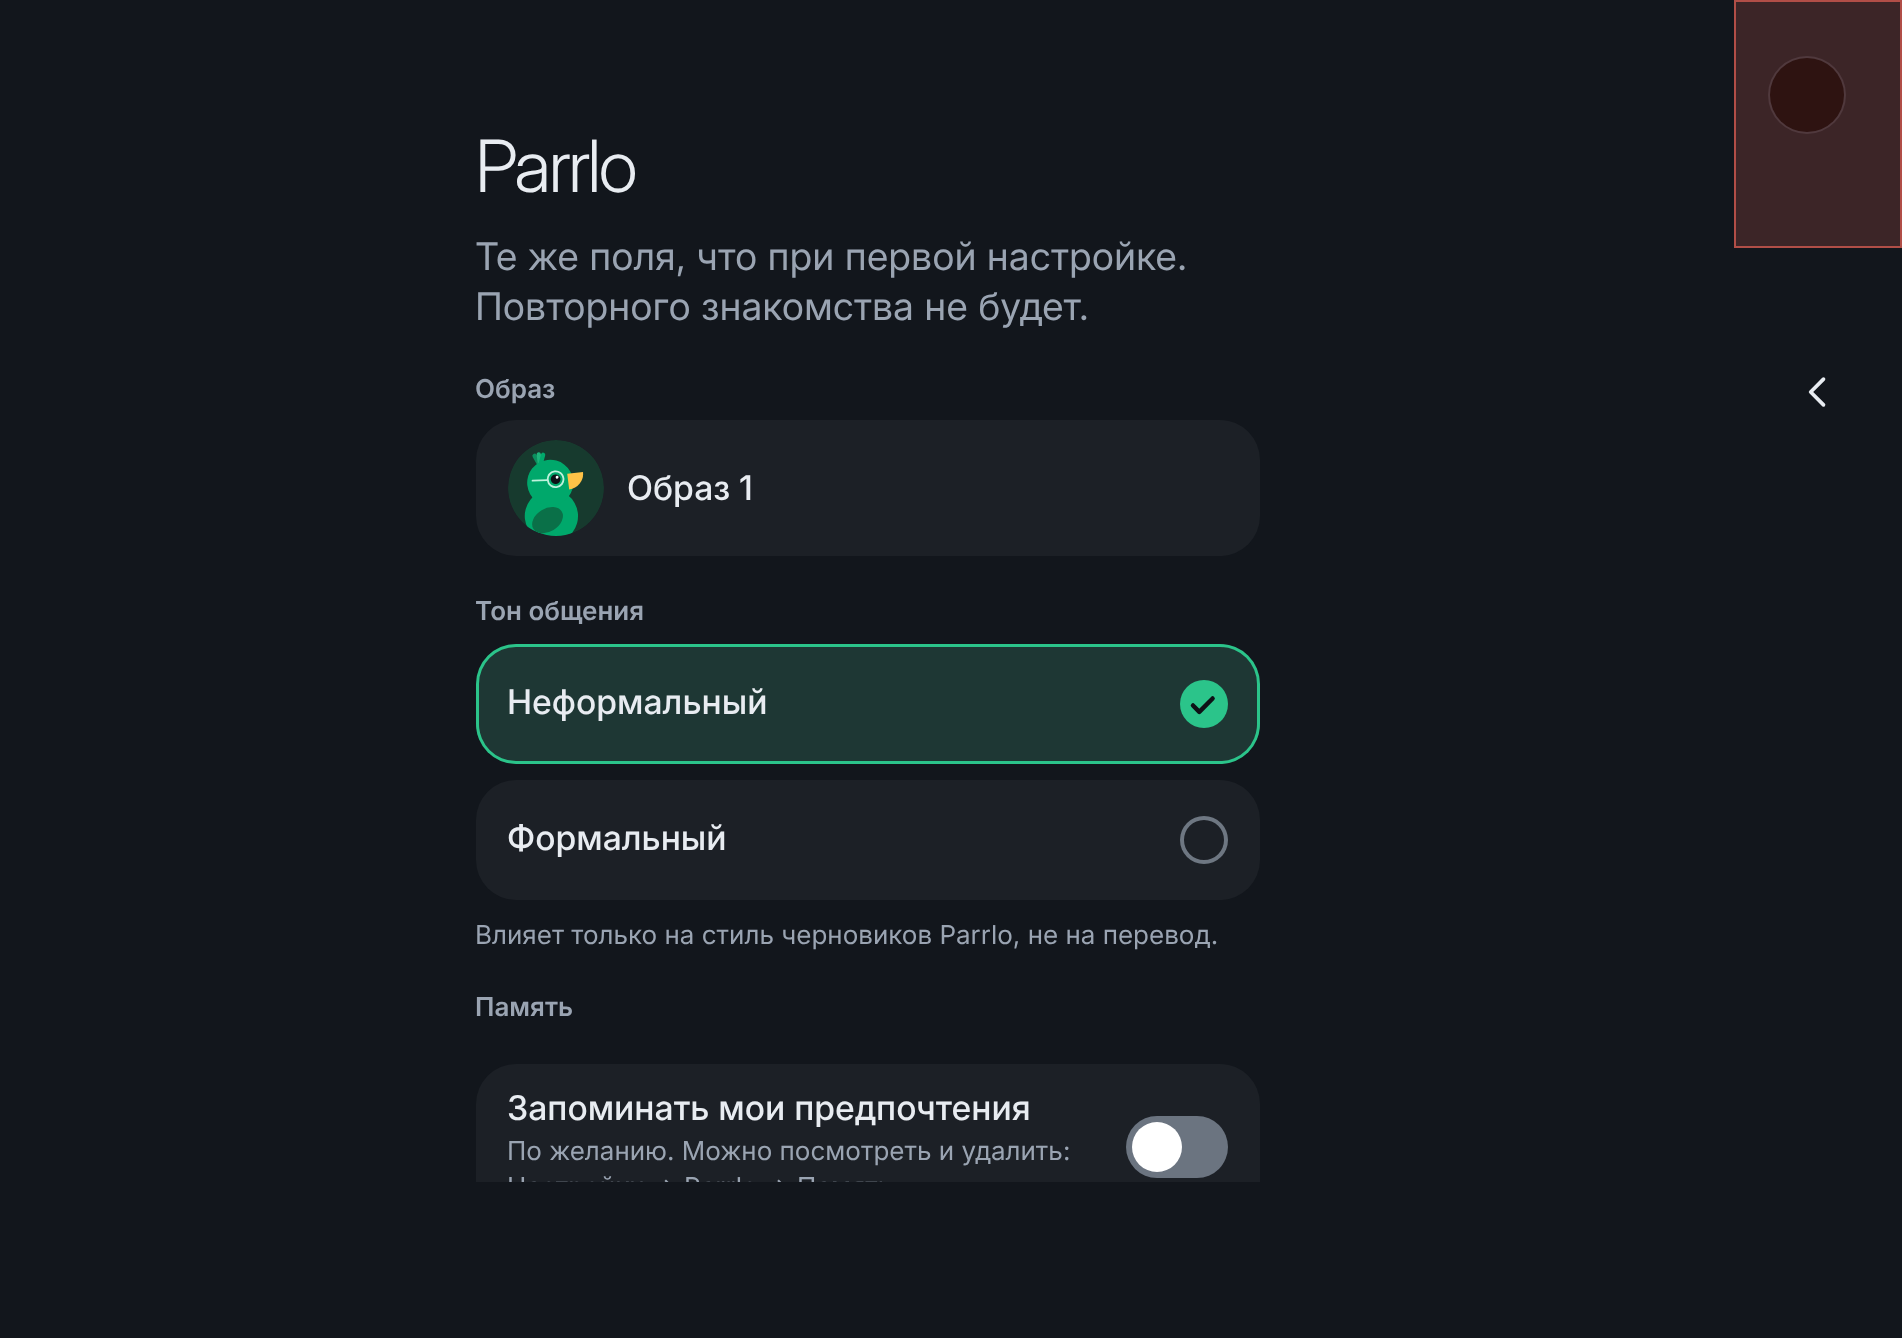 Parrlo
Те же поля, что при первой настройке.
Повторного знакомства не будет.
Образ
Образ 1
Тон общения
Неформальный
Формальный
Влияет только на стиль черновиков Parrlo, не на перевод.
Память
Запоминать мои предпочтения
По желанию. Можно посмотреть и удалить: